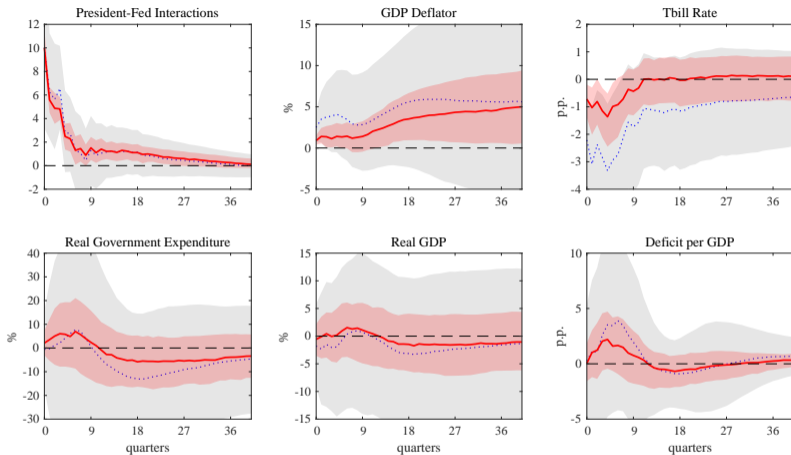 President-Fed Interactions
12
10
8
6
4
2
0
-2
0 9 18 27 36
GDP Deflator
%
15
10
5
0
-5
0 9 18 27 36
Tbill Rate
p.p.
2
1
0
-1
-2
-3
-4
0 9 18 27 36
Real Government Expenditure
%
40
30
20
10
0
-10
-20
-30
0 9 18 27 36
quarters
Real GDP
%
15
10
5
0
-5
-10
-15
0 9 18 27 36
quarters
Deficit per GDP
p.p.
10
5
0
-5
0 9 18 27 36
quarters